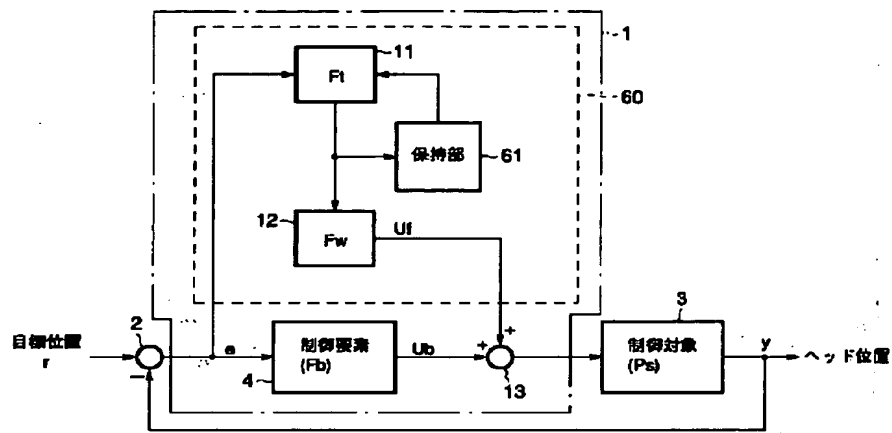 1
11
Ft
60
保持部
61
12
Fw
Uf
3
+
目標位置
r
2
−
e
制御要素
(Fb)
4
Ub
+
13
制御対象
(Ps)
y
ヘッド位置